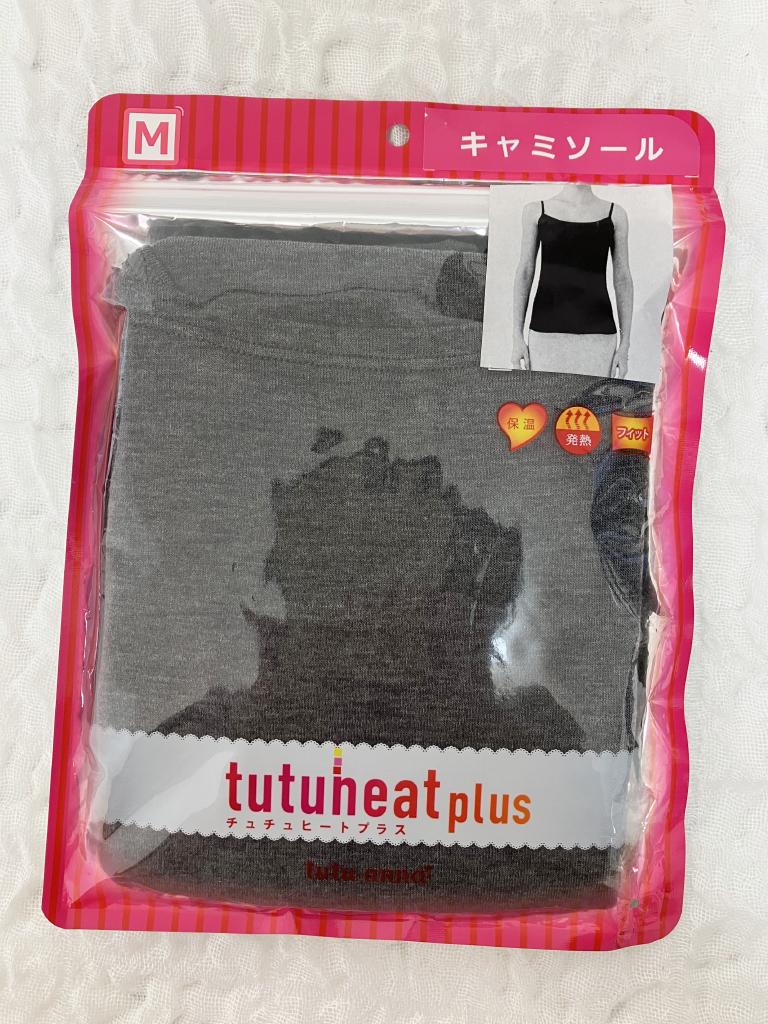 M
キャミソール
保温
発熱
フィット
tutuheat plus
チュチュヒートプラス
tutu anna*